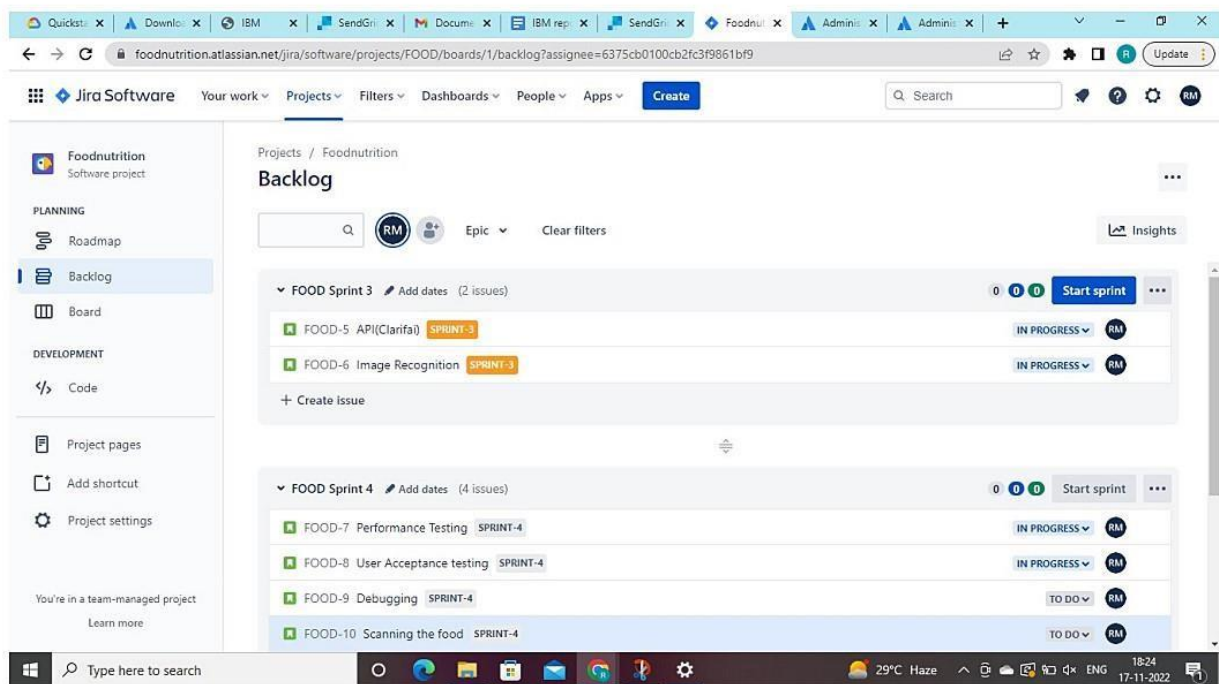 Quicksta
Downloa
IBM
SendGri
Docume
IBM rep
SendGri
Foodnut
Adminis
Adminis
foodnutrition.atlassian.net/jira/software/projects/FOOD/boards/1/backlog?assignee=6375cb0100cb2fc3f9861bf9
R
Update
Jira Software Your work Projects Filters Dashboards People Apps Create Search RM
Foodnutrition
Software project
PLANNING
Roadmap
Backlog
Board
DEVELOPMENT
Code
Project pages
Add shortcut
Project settings
You're in a team-managed project
Learn more
Projects / Foodnutrition
Backlog
RM Epic Clear filters Insights
FOOD Sprint 3 Add dates (2 issues) 0 0 0 Start sprint
FOOD-5 API(Clarifai) SPRINT-3 IN PROGRESS RM
FOOD-6 Image Recognition SPRINT-3 IN PROGRESS RM
+ Create issue
FOOD Sprint 4 Add dates (4 issues) 0 0 0 Start sprint
FOOD-7 Performance Testing SPRINT-4 IN PROGRESS RM
FOOD-8 User Acceptance testing SPRINT-4 IN PROGRESS RM
FOOD-9 Debugging SPRINT-4 TO DO RM
FOOD-10 Scanning the food SPRINT-4 TO DO RM
Type here to search 29°C Haze ENG 18:24
17-11-2022